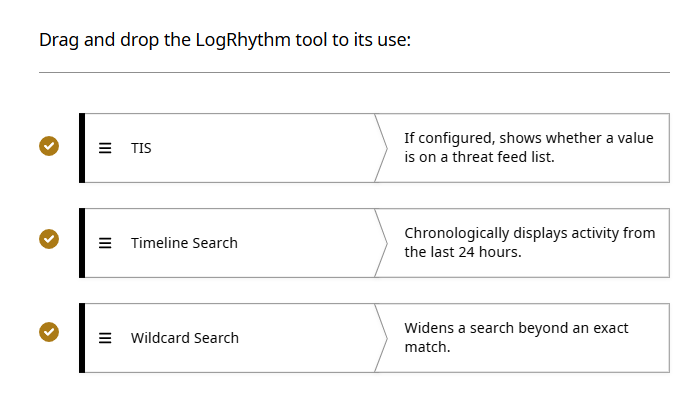 Drag and drop the LogRhythm tool to its use:
TIS
If configured, shows whether a value
is on a threat feed list.
Timeline Search
Chronologically displays activity from
the last 24 hours.
Wildcard Search
Widens a search beyond an exact
match.